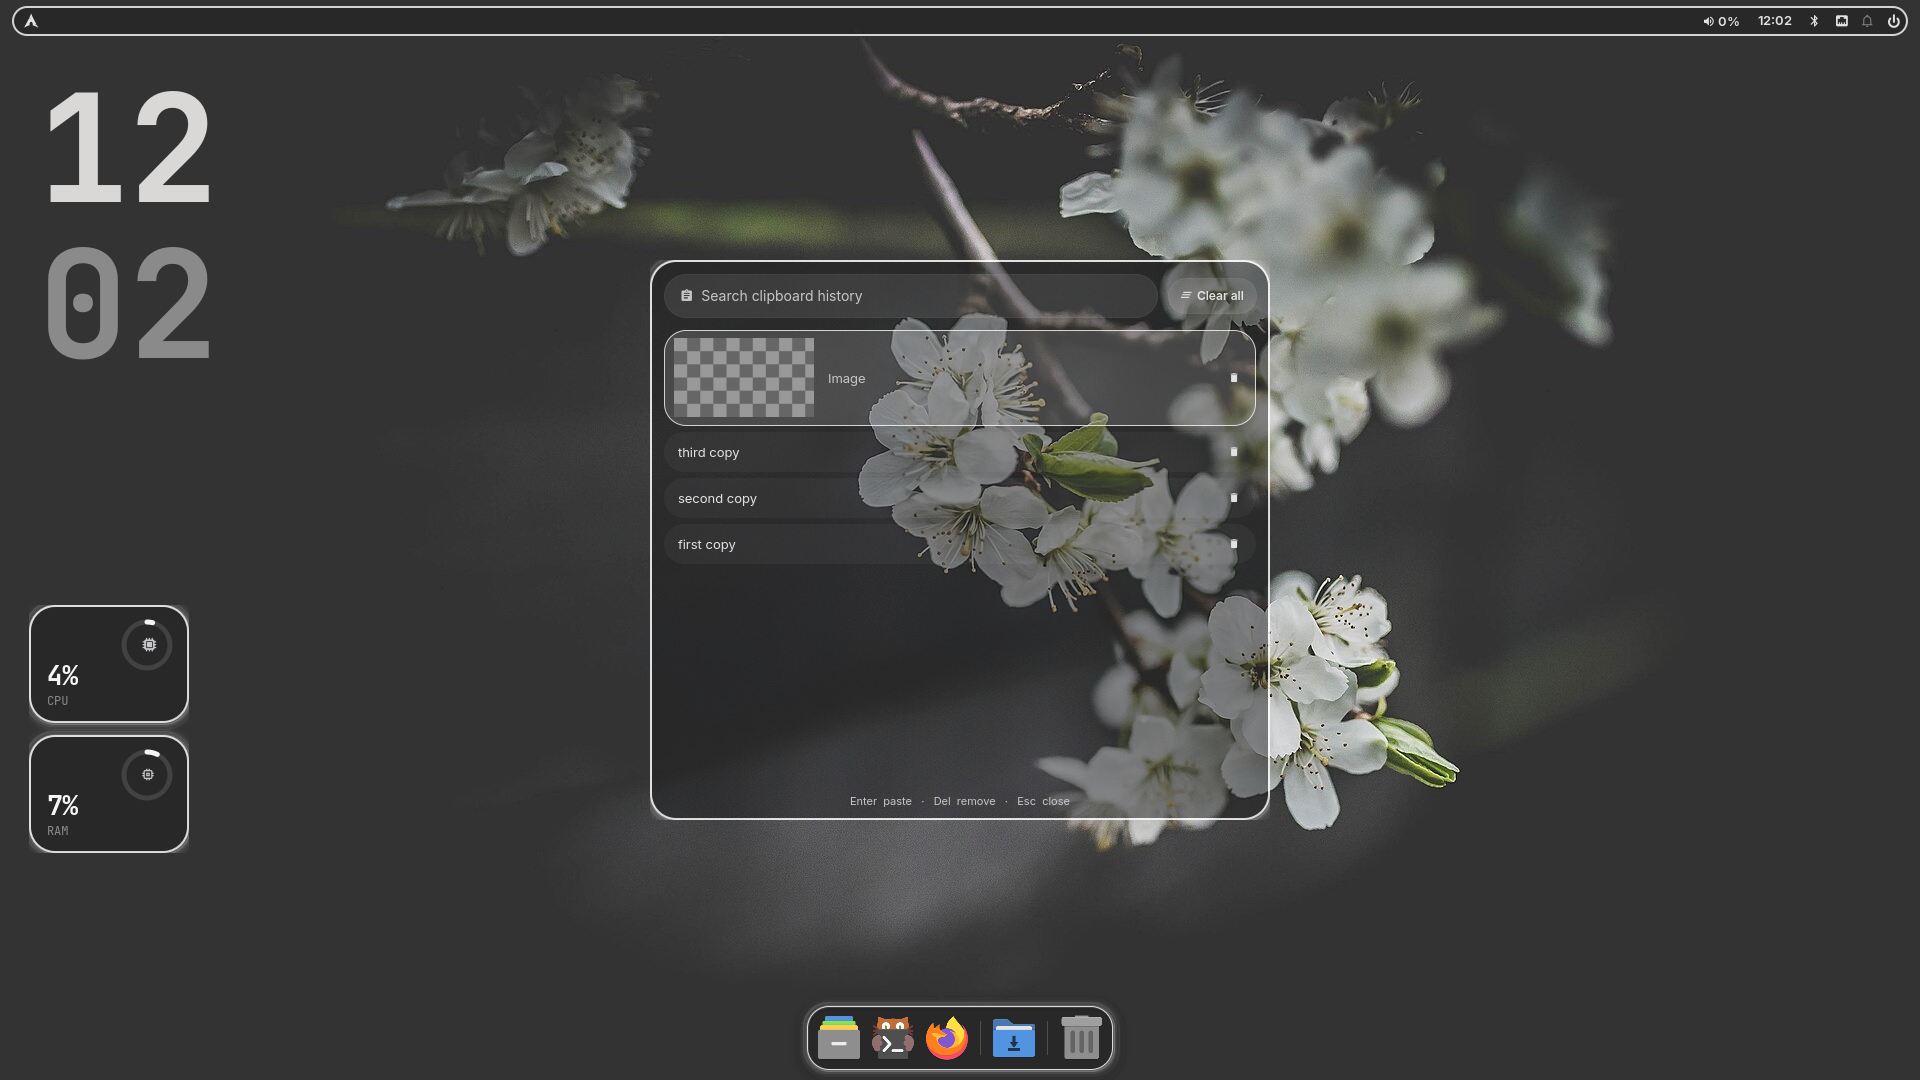 0%
12:02
12
02
Search clipboard history
Clear all
Image
third copy
second copy
first copy
4%
CPU
7%
RAM
Enter paste · Del remove · Esc close